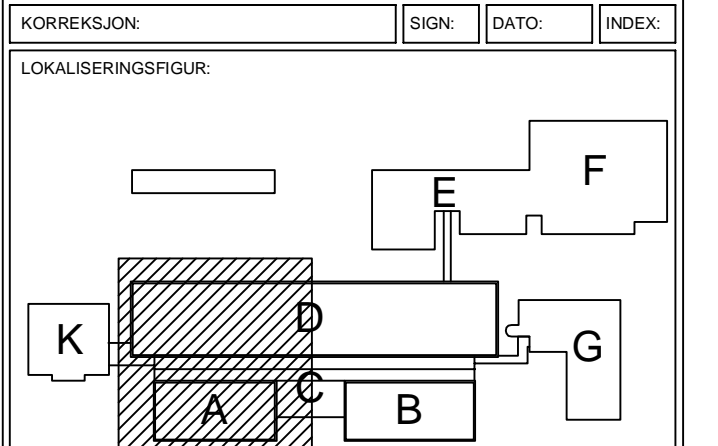 KORREKSJON: SIGN: DATO: INDEX:
LOKALISERINGSFIGUR:
F
E
D
K
G
C
A
B